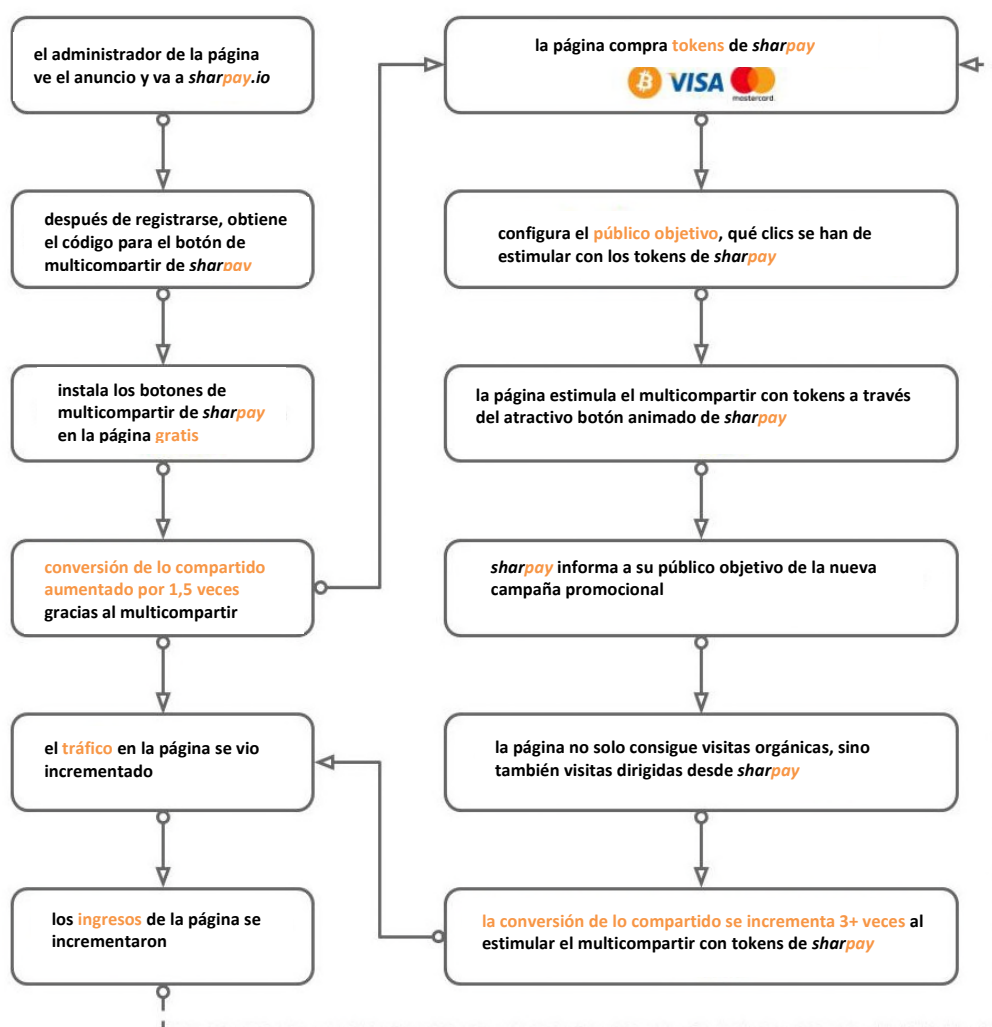 el administrador de la página
ve el anuncio y va a sharpay.io
después de registrarse, obtiene
el código para el botón de
multicompartir de sharpay
instala los botones de
multicompartir de sharpay
en la página gratis
conversión de lo compartido
aumentado por 1,5 veces
gracias al multicompartir
el tráfico en la página se vio
incrementado
los ingresos de la página se
incrementaron
la página compra tokens de sharpay
VISA
mastercard
configura el público objetivo, qué clics se han de
estimular con los tokens de sharpay
la página estimula el multicompartir con tokens a través
del atractivo botón animado de sharpay
sharpay informa a su público objetivo de la nueva
campaña promocional
la página no solo consigue visitas orgánicas, sino
también visitas dirigidas desde sharpay
la conversión de lo compartido se incrementa 3+ veces al
estimular el multicompartir con tokens de sharpay